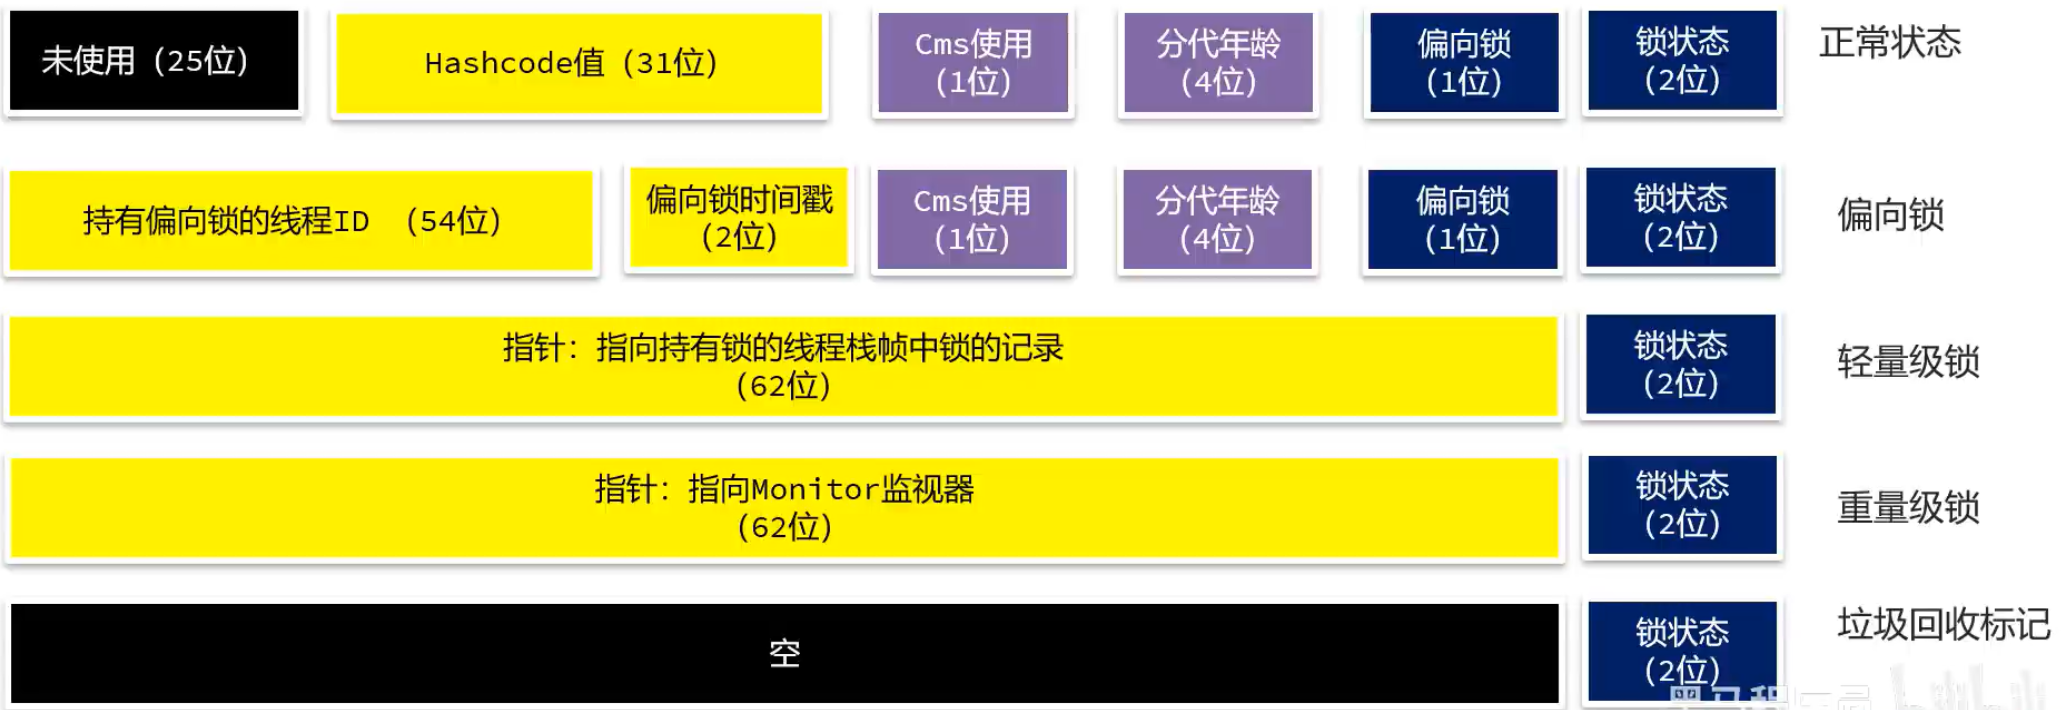 未使用（25位）
Hashcode值（31位）
Cms使用
（1位）
分代年龄
（4位）
偏向锁
（1位）
锁状态
（2位）
正常状态
持有偏向锁的线程ID （54位）
偏向锁时间戳
（2位）
Cms使用
（1位）
分代年龄
（4位）
偏向锁
（1位）
锁状态
（2位）
偏向锁
指针：指向持有锁的线程栈帧中锁的记录
（62位）
锁状态
（2位）
轻量级锁
指针：指向Monitor监视器
（62位）
锁状态
（2位）
重量级锁
空
锁状态
（2位）
垃圾回收标记